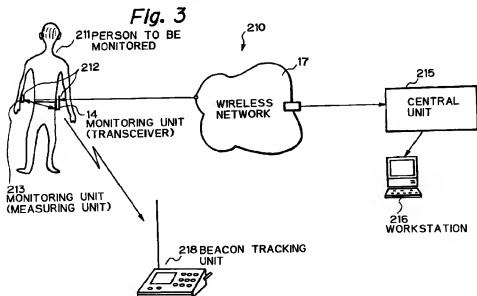 Fig. 3
211 PERSON TO BE
MONITORED
212
210
17
215
WIRELESS
NETWORK
CENTRAL
UNIT
14
MONITORING UNIT
(TRANSCEIVER)
213
MONITORING UNIT
(MEASURING UNIT)
216
WORKSTATION
218 BEACON TRACKING
UNIT